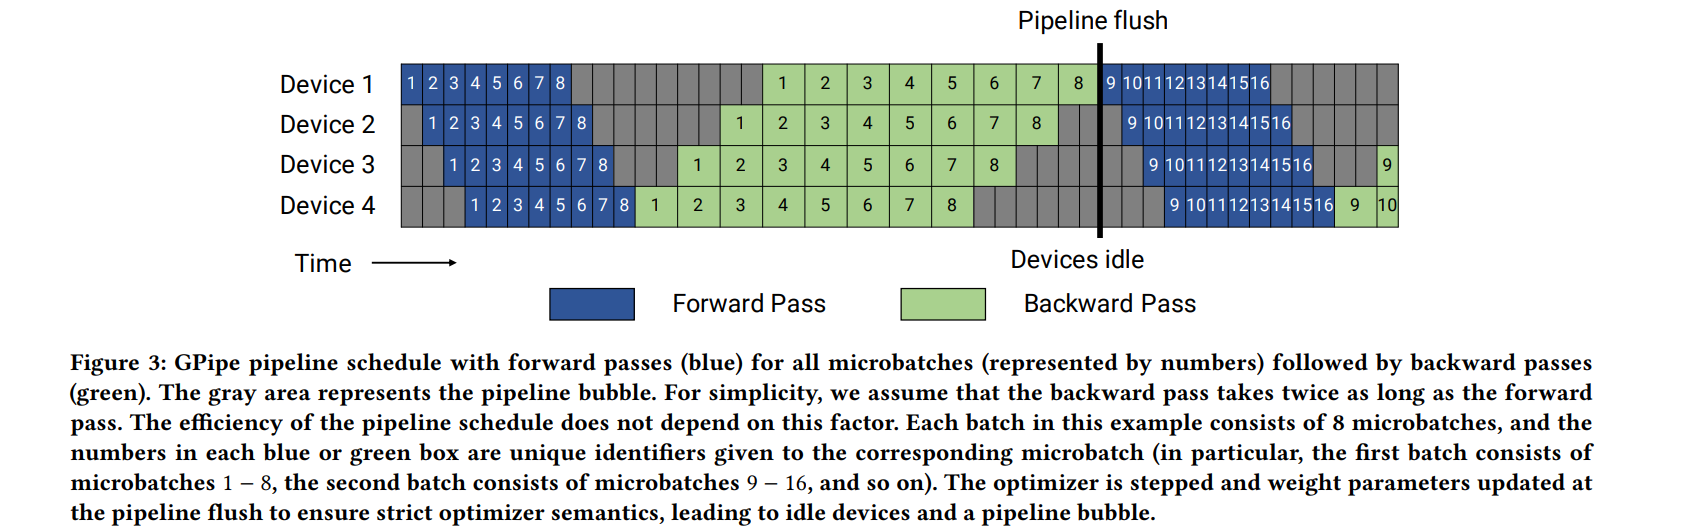 Pipeline flush
Device 1 1 2 3 4 5 6 7 8 1 2 3 4 5 6 7 8 9 10 11 12 13 14 15 16
Device 2 1 2 3 4 5 6 7 8 1 2 3 4 5 6 7 8 9 10 11 12 13 14 15 16
Device 3 1 2 3 4 5 6 7 8 1 2 3 4 5 6 7 8 9 10 11 12 13 14 15 16 9
Device 4 1 2 3 4 5 6 7 8 1 2 3 4 5 6 7 8 9 10 11 12 13 14 15 16 9 10
Time
Devices idle
Forward Pass Backward Pass
Figure 3: GPipe pipeline schedule with forward passes (blue) for all microbatches (represented by numbers) followed by backward passes
(green). The gray area represents the pipeline bubble. For simplicity, we assume that the backward pass takes twice as long as the forward
pass. The efficiency of the pipeline schedule does not depend on this factor. Each batch in this example consists of 8 microbatches, and the
numbers in each blue or green box are unique identifiers given to the corresponding microbatch (in particular, the first batch consists of
microbatches 1 − 8, the second batch consists of microbatches 9 − 16, and so on). The optimizer is stepped and weight parameters updated at
the pipeline flush to ensure strict optimizer semantics, leading to idle devices and a pipeline bubble.